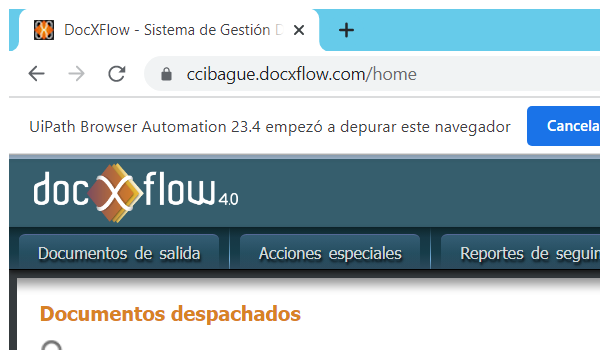 DocXFlow - Sistema de Gestión D
ccibague.docxflow.com/home
UiPath Browser Automation 23.4 empezó a depurar este navegador Cancela
docXflow 4.0
Documentos de salida Acciones especiales Reportes de seguin
Documentos despachados